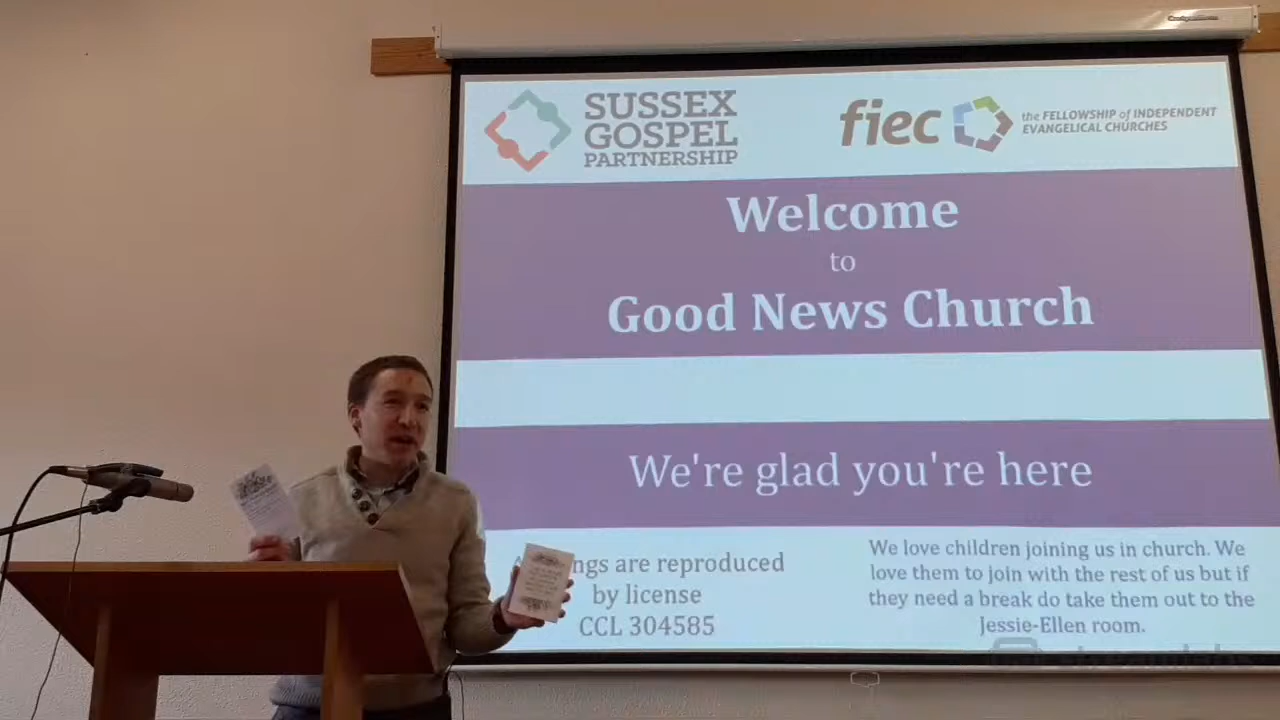 SUSSEX
GOSPEL
PARTNERSHIP
fiec
the FELLOWSHIP of INDEPENDENT
EVANGELICAL CHURCHES
Welcome
to
Good News Church
We're glad you're here
are reproduced
by license
CCL 304585
We love children joining us in church. We
love them to join with the rest of us but if
they need a break do take them out to the
Jessie-Ellen room.